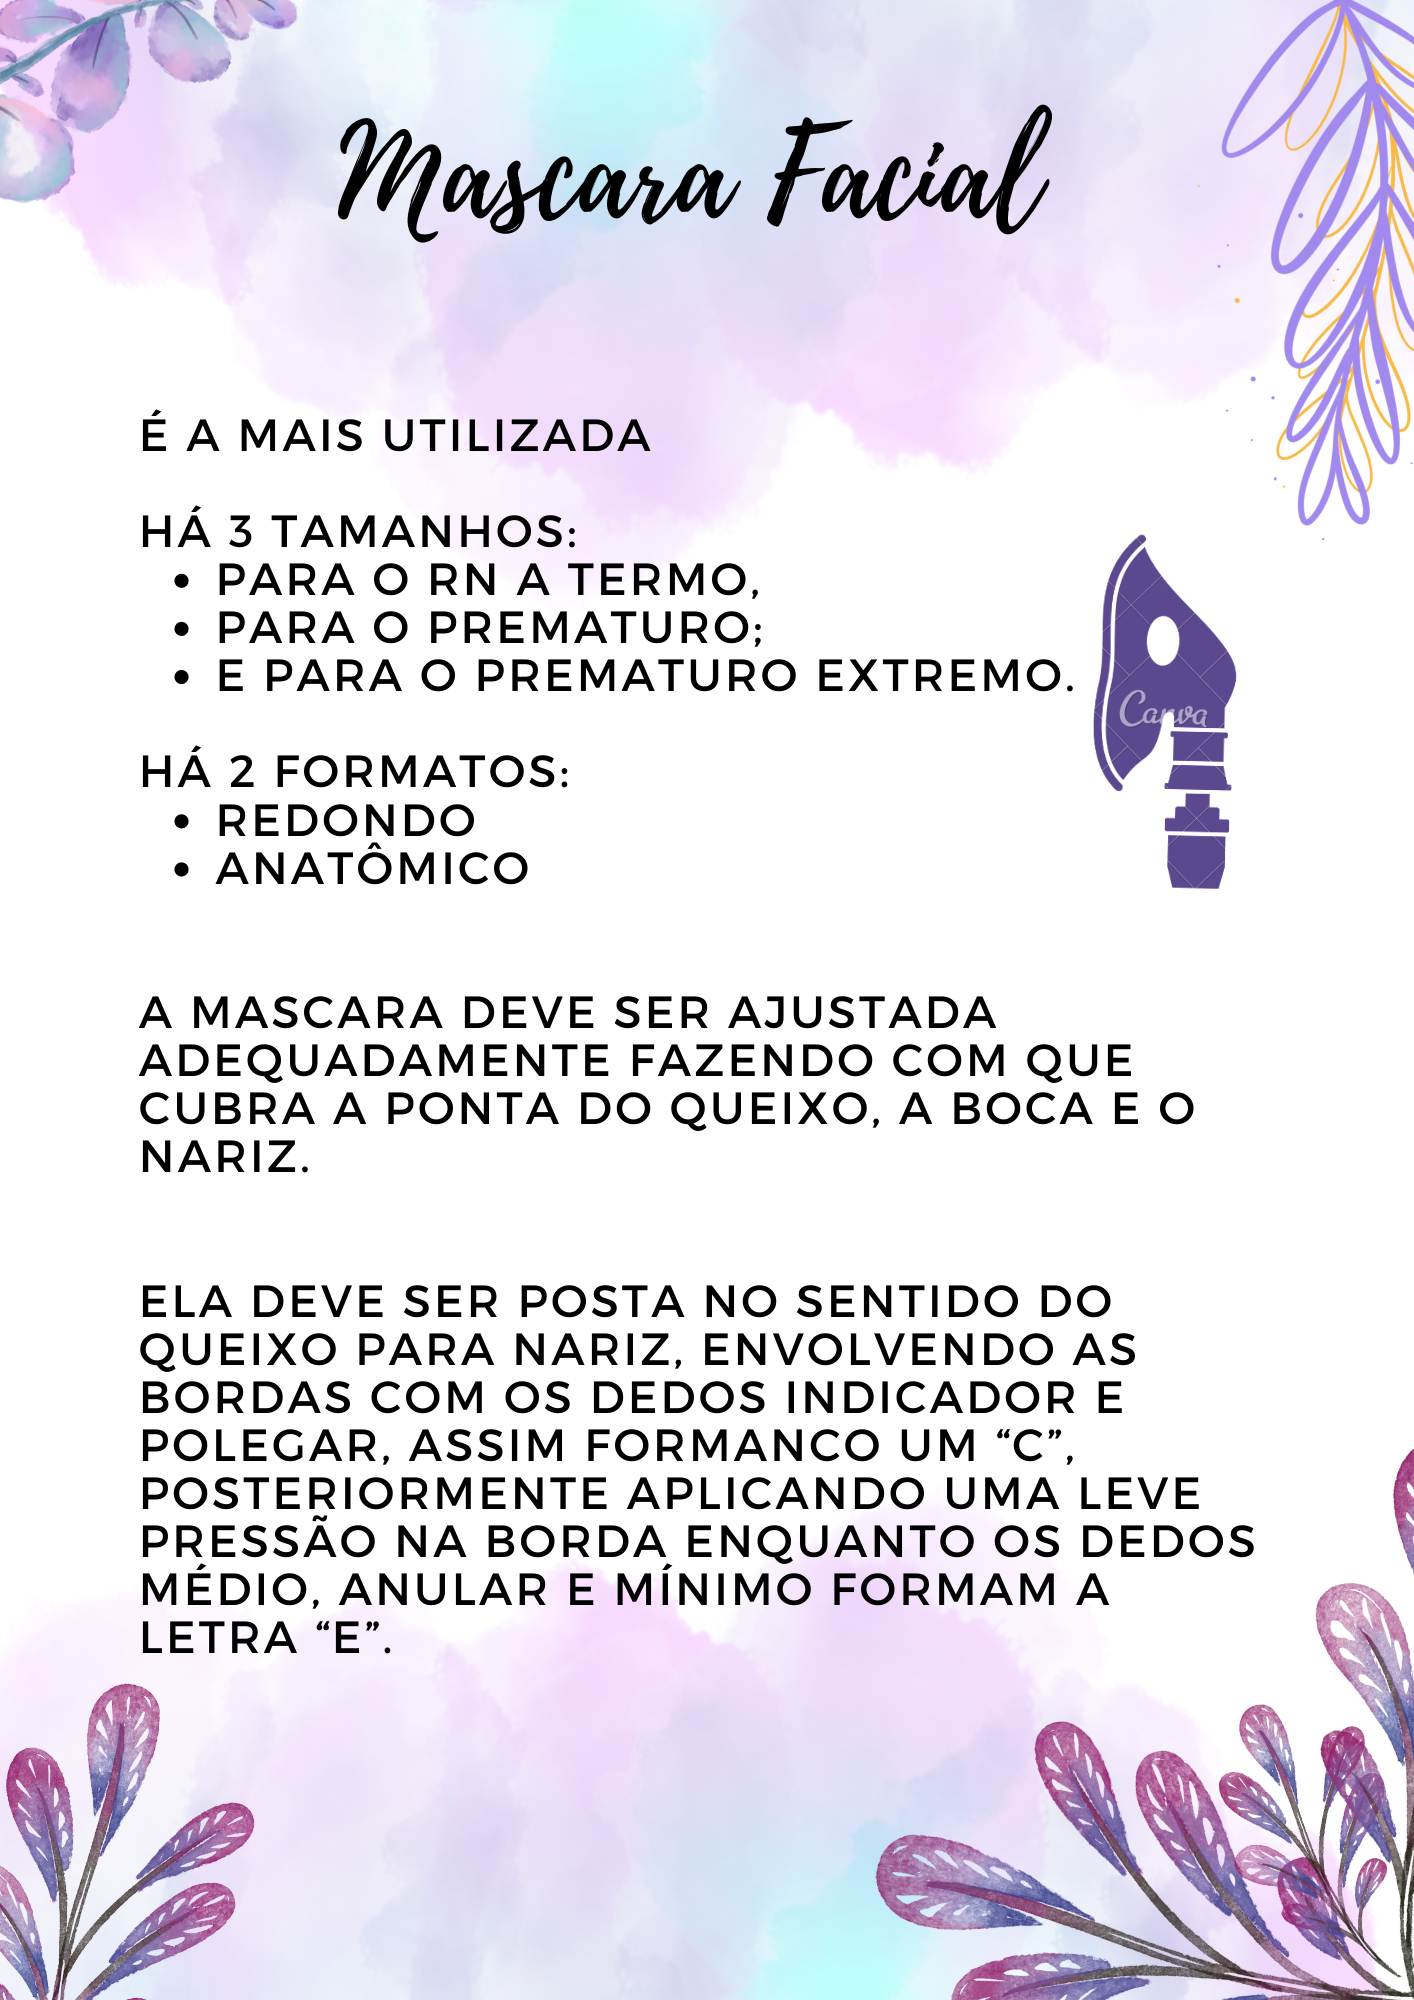 Mascara Facial
É A MAIS UTILIZADA
HÁ 3 TAMANHOS:
• PARA O RN A TERMO,
• PARA O PREMATURO;
• E PARA O PREMATURO EXTREMO.
Canva
HÁ 2 FORMATOS:
• REDONDO
• ANATÔMICO
A MASCARA DEVE SER AJUSTADA
ADEQUADAMENTE FAZENDO COM QUE
CUBRA A PONTA DO QUEIXO, A BOCA E O
NARIZ.
ELA DEVE SER POSTA NO SENTIDO DO
QUEIXO PARA NARIZ, ENVOLVENDO AS
BORDAS COM OS DEDOS INDICADOR E
POLEGAR, ASSIM FORMANCO UM “C”,
POSTERIORMENTE APLICANDO UMA LEVE
PRESSÃO NA BORDA ENQUANTO OS DEDOS
MÉDIO, ANULAR E MÍNIMO FORMAM A
LETRA “E”.